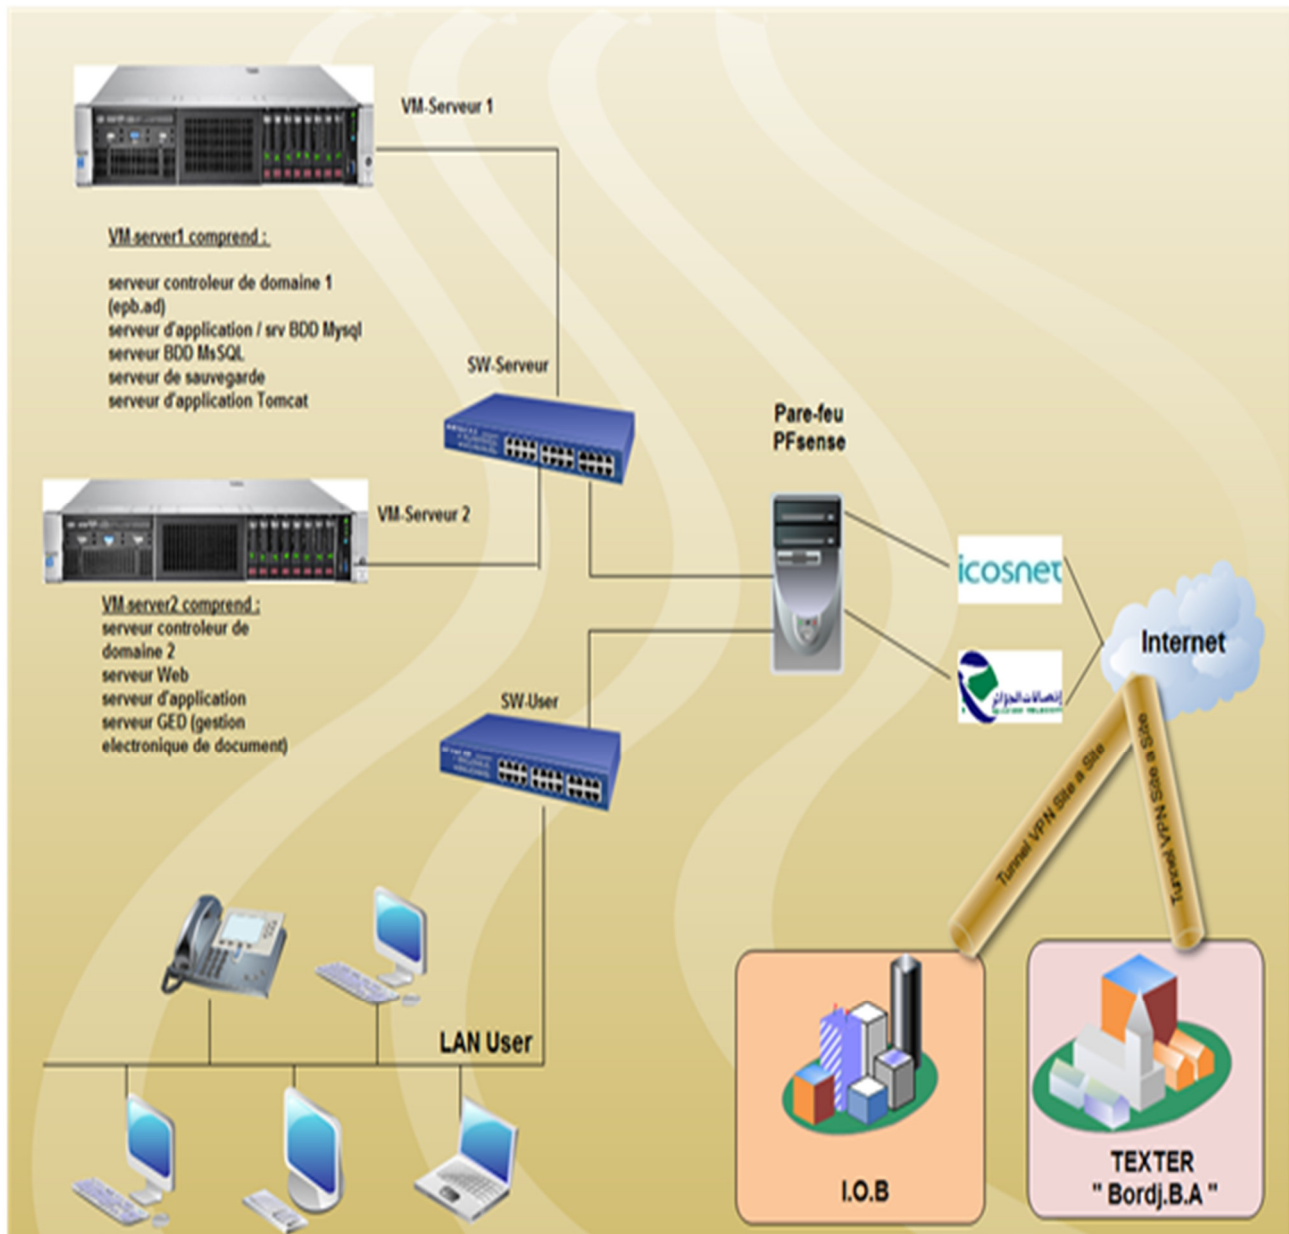 VM-Serveur 1
VM-server1 comprend :
serveur controleur de domaine 1
(epb.ad)
serveur d'application / srv BDD Mysql
serveur BDD MsSQL
serveur de sauvegarde
serveur d'application Tomcat
SW-Serveur
Pare-feu
PFsense
VM-Serveur 2
VM-server2 comprend :
serveur controleur de
domaine 2
serveur Web
serveur d'application
serveur GED (gestion
electronique de document)
icosnet
اتصالات الجزائر
Internet
SW-User
Tunnel VPN Site a Site
Tunnel VPN Site a Site
LAN User
I.O.B
TEXTER
" Bordj.B.A "